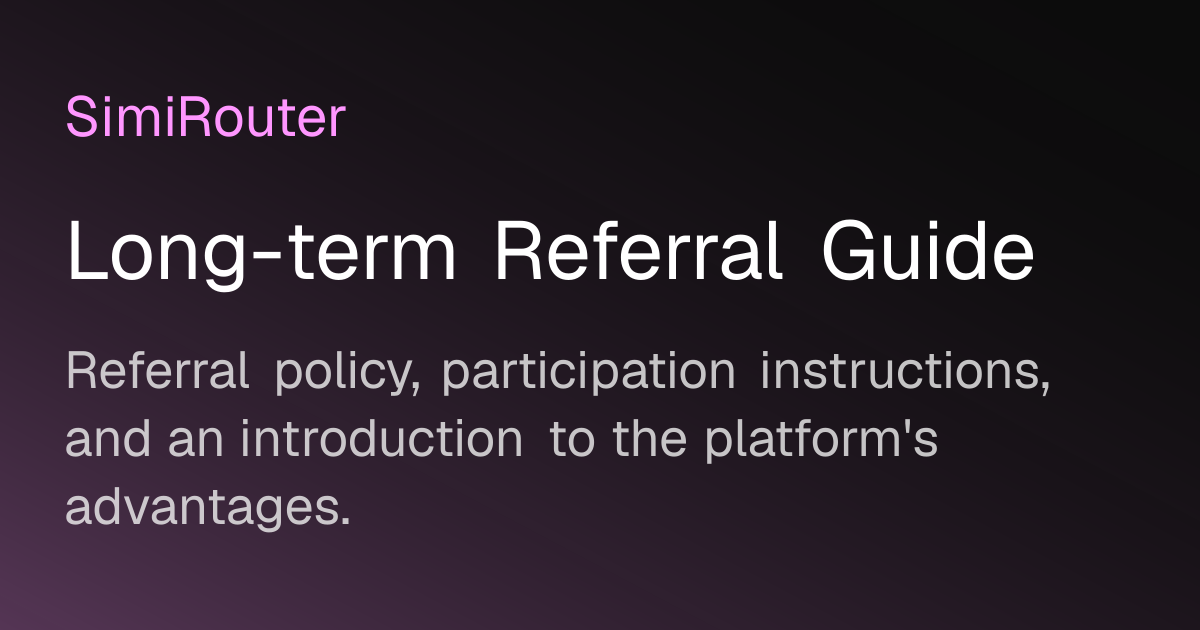 SimiRouter
Long-term Referral Guide
Referral policy, participation instructions,
and an introduction to the platform's
advantages.